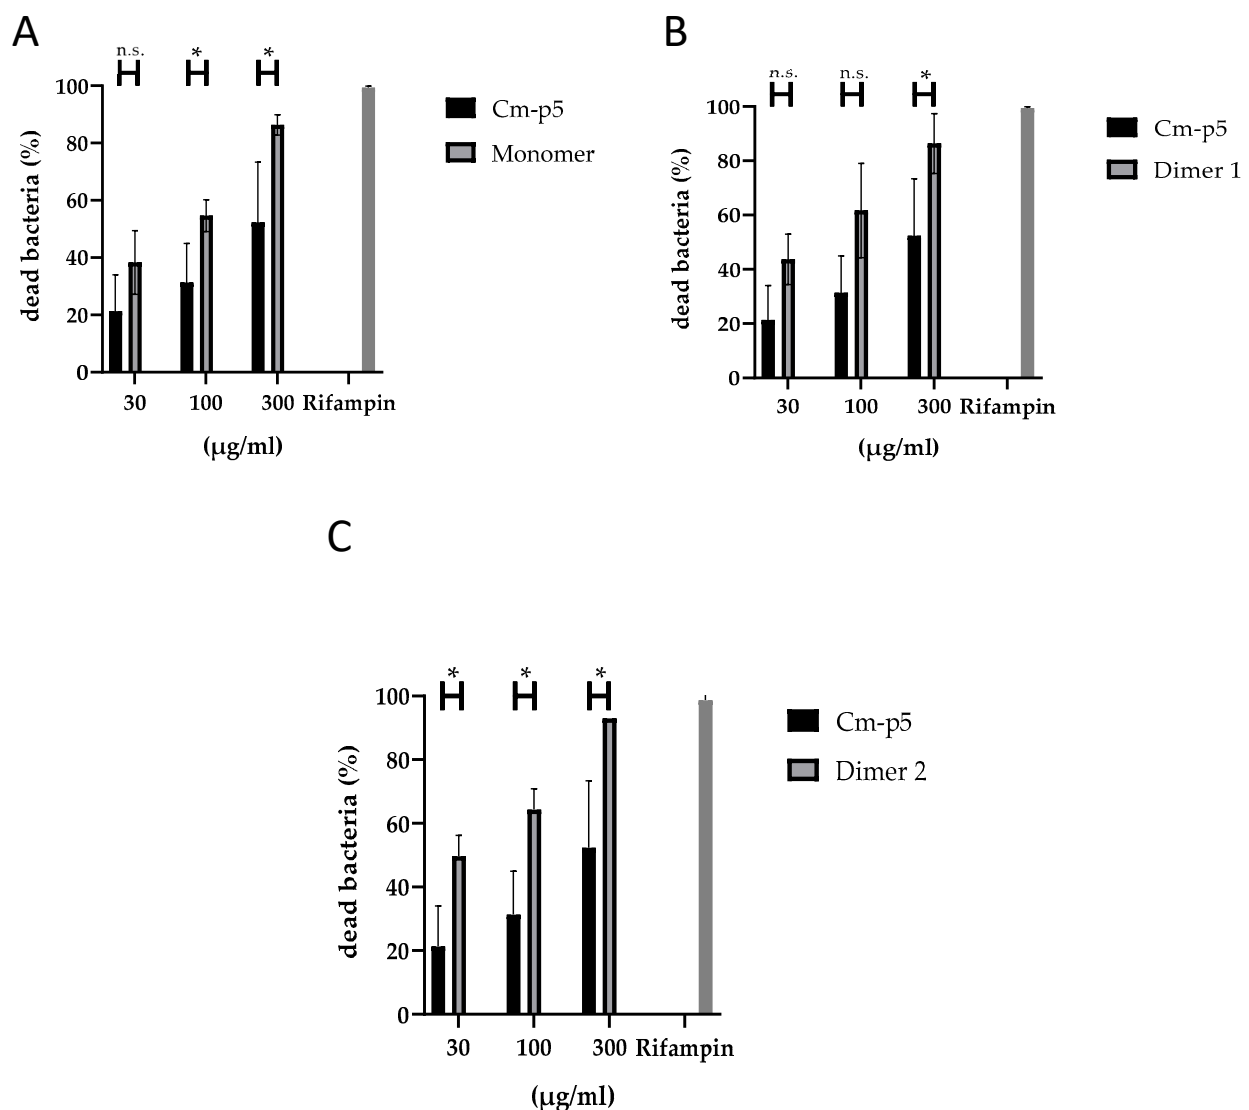 A
n.s. * *
100
80
60
40
20
0
dead bacteria (%)
30 100 300 Rifampin
(µg/ml)
Cm-p5
Monomer
B
n.s. n.s. *
100
80
60
40
20
0
dead bacteria (%)
30 100 300 Rifampin
(µg/ml)
Cm-p5
Dimer 1
C
* * *
100
80
60
40
20
0
dead bacteria (%)
30 100 300 Rifampin
(µg/ml)
Cm-p5
Dimer 2